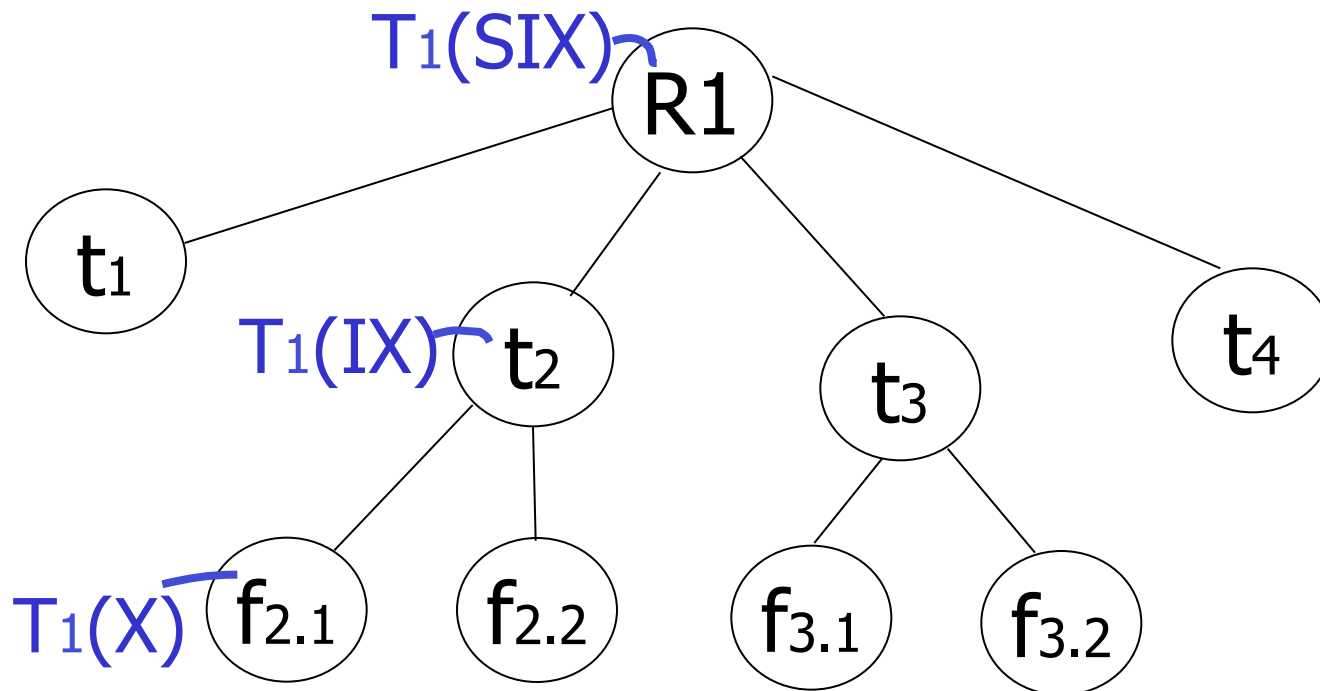 T1(SIX)
R1
t1
T1(IX)
t2
t3
t4
T1(X)
f2.1
f2.2
f3.1
f3.2